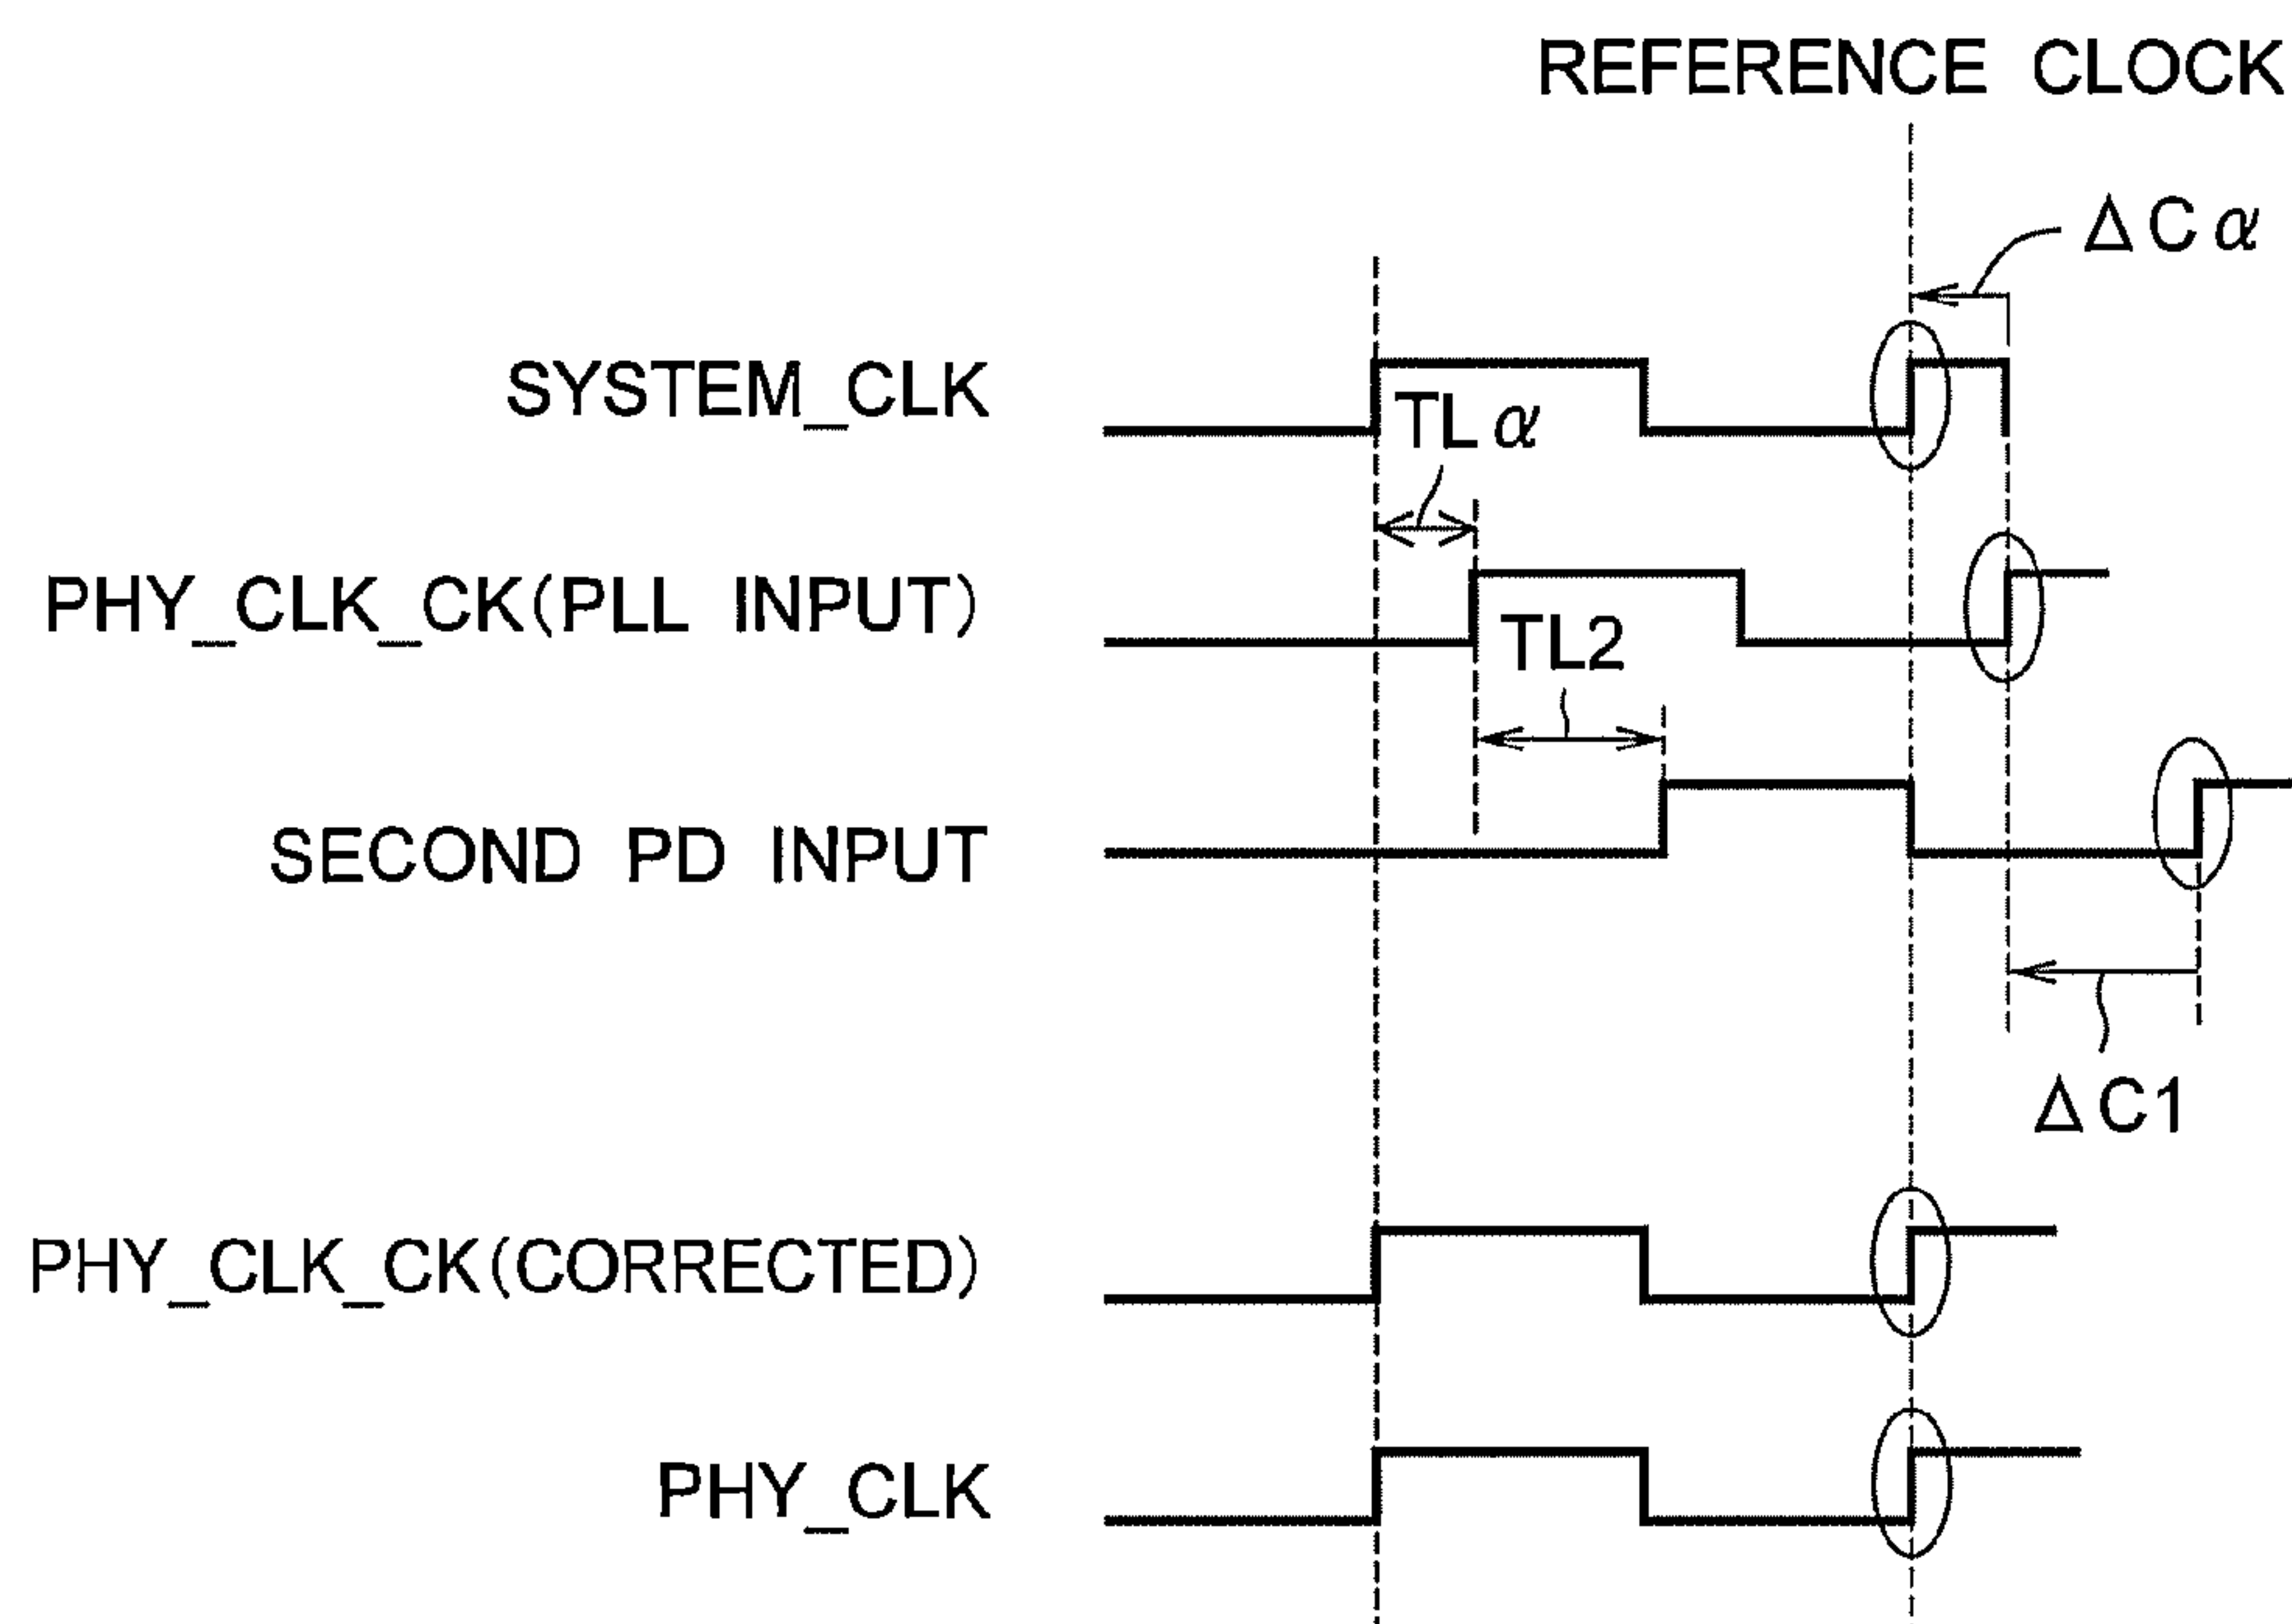 REFERENCE CLOCK
ΔCα
SYSTEM_CLK
TLα
PHY_CLK_CK(PLL INPUT)
TL2
SECOND PD INPUT
ΔC1
PHY_CLK_CK(CORRECTED)
PHY_CLK